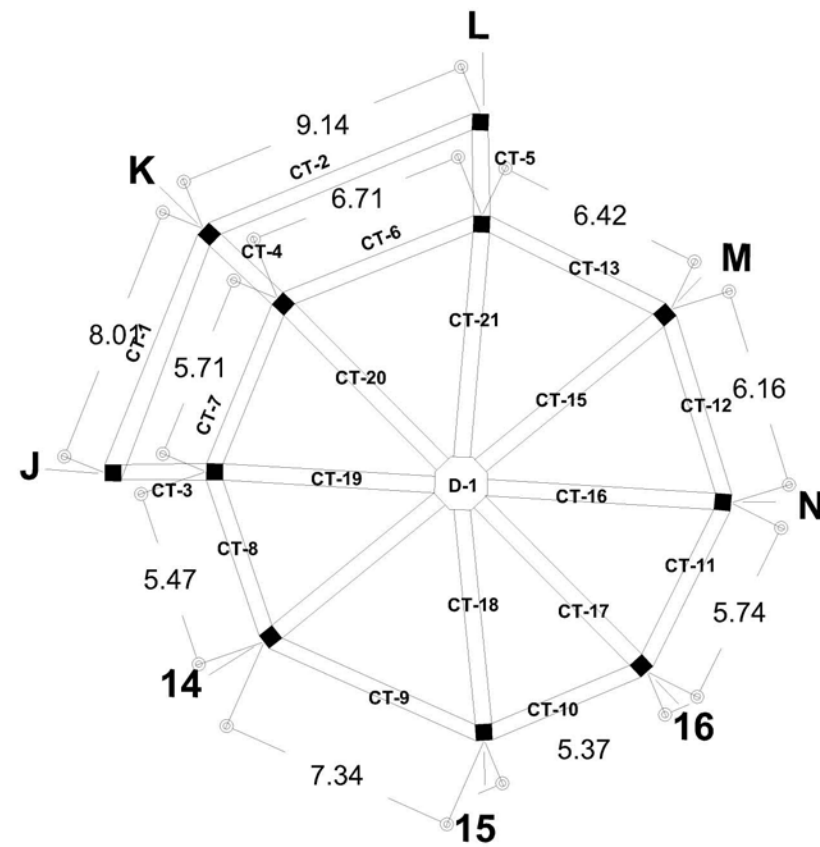 L
9.14
CT-2
CT-5
K
6.71
6.42
CT-6
CT-4
CT-13
M
8.01
CT-1
5.71
CT-21
CT-20
CT-15
CT-12
6.16
CT-7
J
CT-3
CT-19
D-1
CT-16
N
CT-8
CT-11
5.47
CT-18
CT-17
5.74
14
CT-9
CT-10
16
7.34
5.37
15